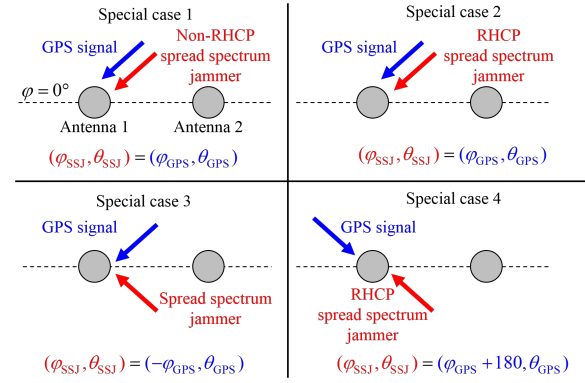 Special case 1
Non-RHCP
GPS signal
spread spectrum
jammer
φ=0°
Antenna 1
Antenna 2
(φSSJ, θSSJ)=(φGPS, θGPS)
Special case 2
GPS signal
RHCP
spread spectrum
jammer
(φSSJ, θSSJ)=(φGPS, θGPS)
Special case 3
GPS signal
Spread spectrum
jammer
(φSSJ, θSSJ)=(−φGPS, θGPS)
Special case 4
GPS signal
RHCP
spread spectrum
jammer
(φSSJ, θSSJ)=(φGPS +180, θGPS)